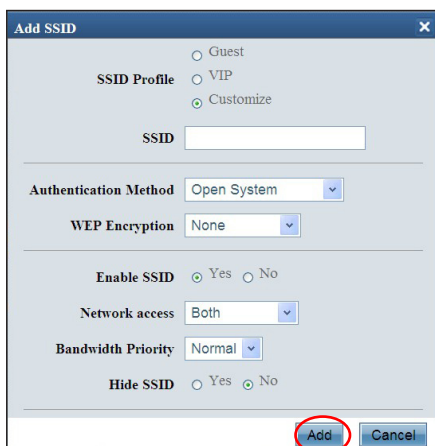 Add SSID
Guest
SSID Profile VIP
Customize
SSID
Authentication Method Open System
WEP Encryption None
Enable SSID Yes No
Network access Both
Bandwidth Priority Normal
Hide SSID Yes No
Add Cancel